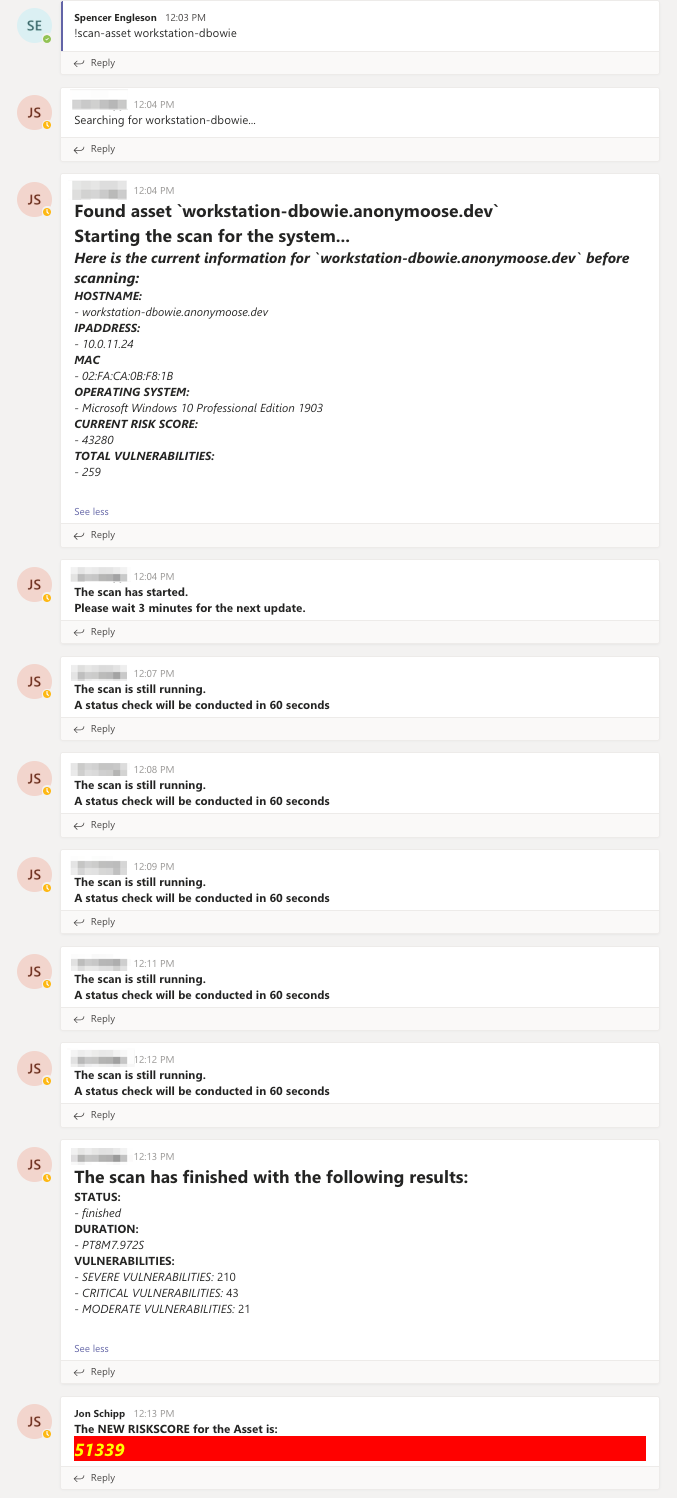 SE
Spencer Engleson 12:03 PM
!scan-asset workstation-dbowie
Reply
JS
12:04 PM
Searching for workstation-dbowie...
Reply
JS
12:04 PM
Found asset `workstation-dbowie.anonymoose.dev`
Starting the scan for the system...
Here is the current information for `workstation-dbowie.anonymoose.dev` before
scanning:
HOSTNAME:
- workstation-dbowie.anonymoose.dev
IPADDRESS:
- 10.0.11.24
MAC
- 02:FA:CA:0B:F8:1B
OPERATING SYSTEM:
- Microsoft Windows 10 Professional Edition 1903
CURRENT RISK SCORE:
- 43280
TOTAL VULNERABILITIES:
- 259
See less
Reply
JS
12:04 PM
The scan has started.
Please wait 3 minutes for the next update.
Reply
JS
12:07 PM
The scan is still running.
A status check will be conducted in 60 seconds
Reply
JS
12:08 PM
The scan is still running.
A status check will be conducted in 60 seconds
Reply
JS
12:09 PM
The scan is still running.
A status check will be conducted in 60 seconds
Reply
JS
12:11 PM
The scan is still running.
A status check will be conducted in 60 seconds
Reply
JS
12:12 PM
The scan is still running.
A status check will be conducted in 60 seconds
Reply
JS
12:13 PM
The scan has finished with the following results:
STATUS:
- finished
DURATION:
- PT8M7.972S
VULNERABILITIES:
- SEVERE VULNERABILITIES: 210
- CRITICAL VULNERABILITIES: 43
- MODERATE VULNERABILITIES: 21
See less
Reply
JS
Jon Schipp 12:13 PM
The NEW RISKSCORE for the Asset is:
51339
Reply